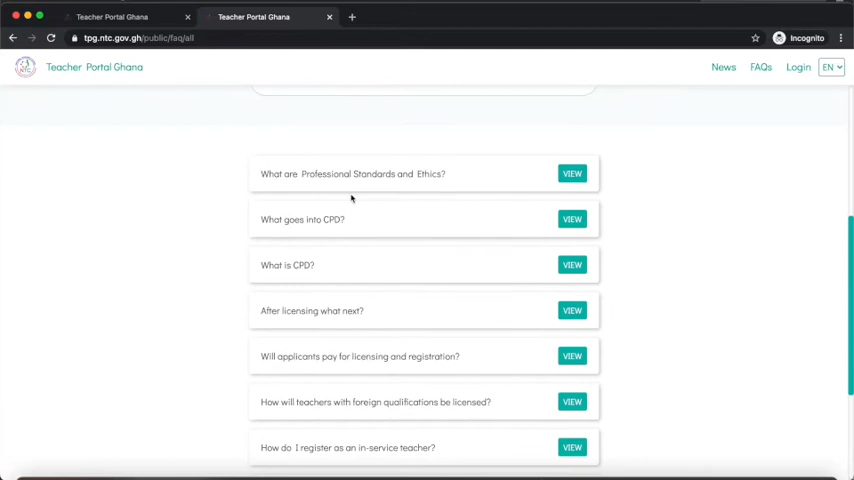 Teacher Portal Ghana
Teacher Portal Ghana
tpg.ntc.gov.gh/public/faq/all
Incognito
NTC
Teacher Portal Ghana
News
FAQs
Login
EN
What are Professional Standards and Ethics?
VIEW
What goes into CPD?
VIEW
What is CPD?
VIEW
After licensing what next?
VIEW
Will applicants pay for licensing and registration?
VIEW
How will teachers with foreign qualifications be licensed?
VIEW
How do I register as an in-service teacher?
VIEW